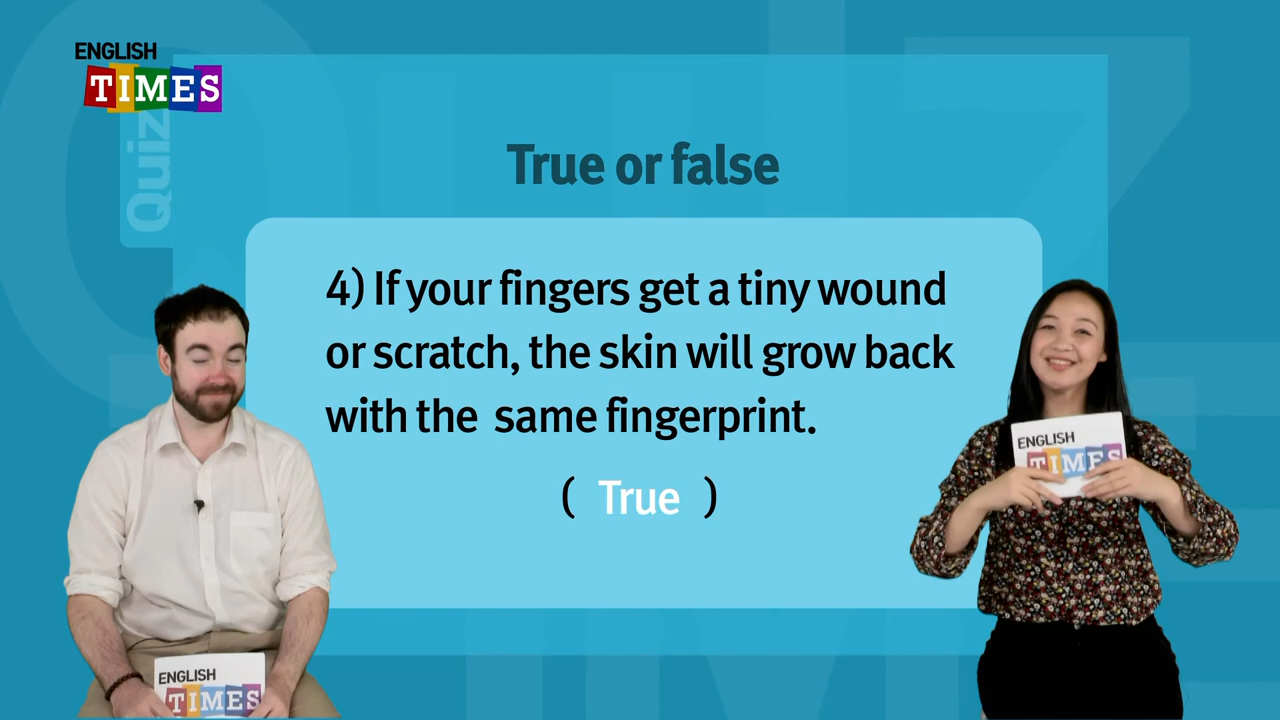 ENGLISH
TIMES
Quiz
True or false
4) If your fingers get a tiny wound
or scratch, the skin will grow back
with the same fingerprint.
( True )
ENGLISH
TIMES
ENGLISH
TIMES